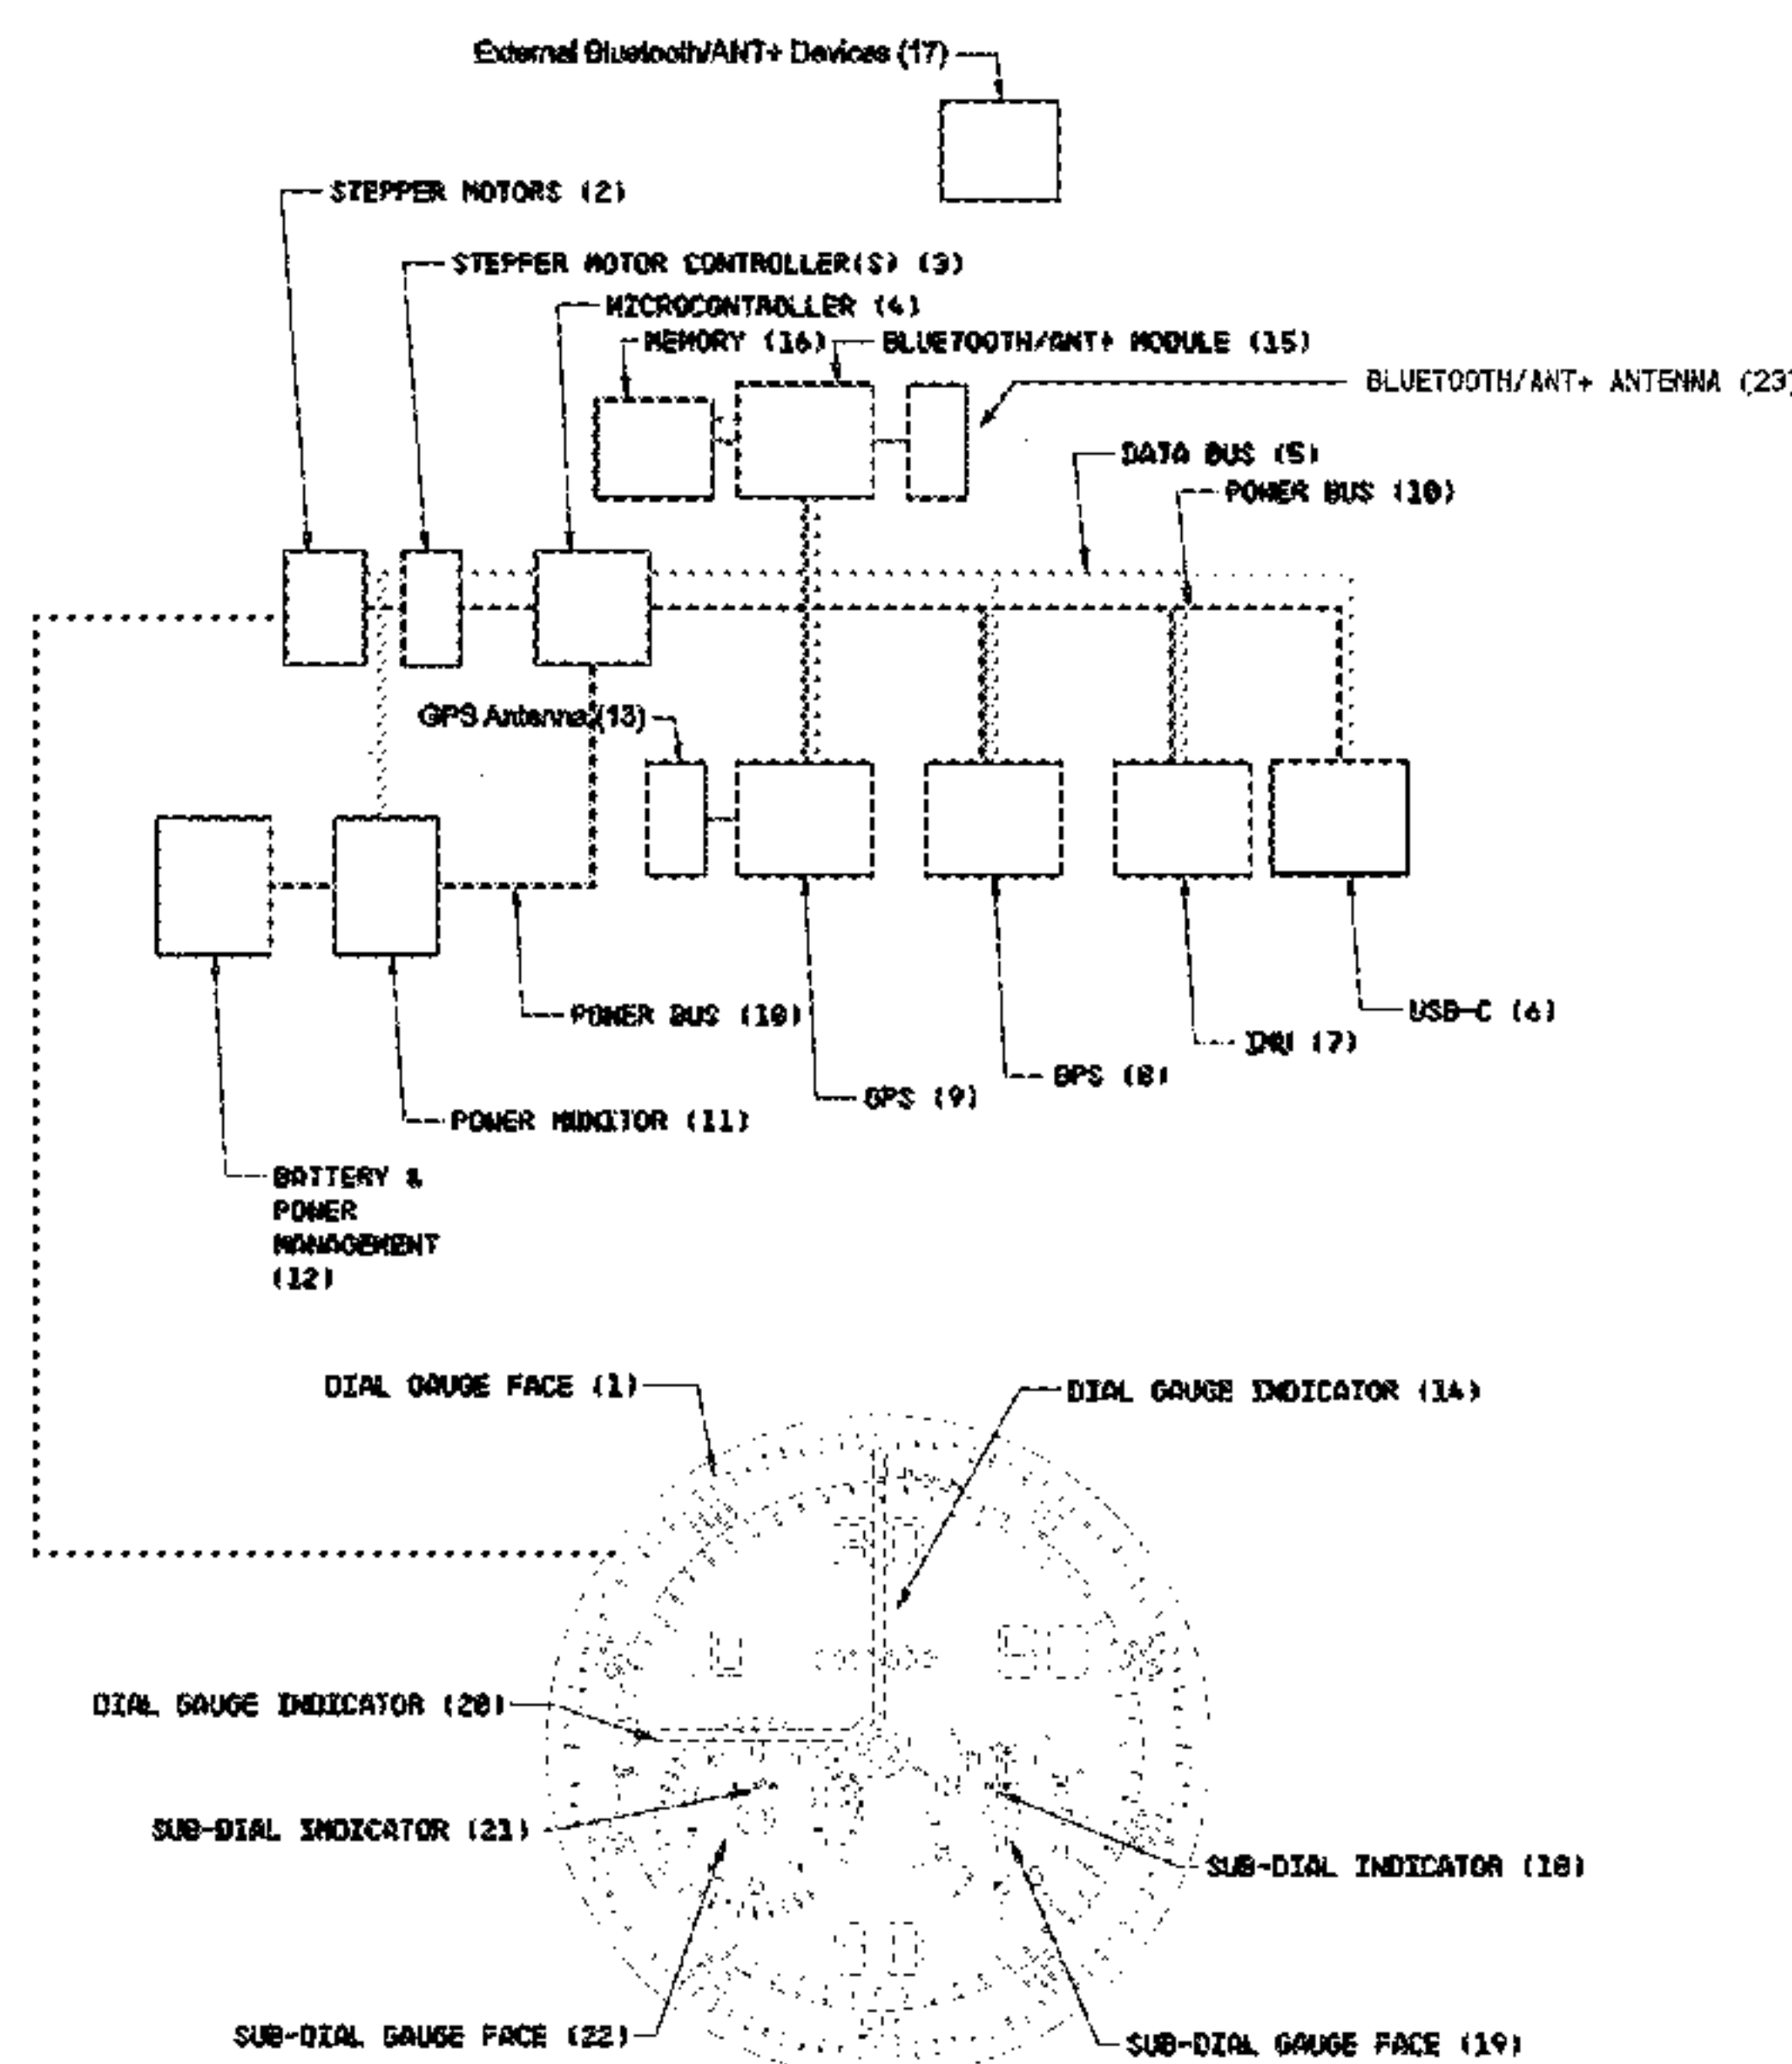 External Bluetooth/ANT+ Devices (17)
STEPPER MOTORS (2)
STEPPER MOTOR CONTROLLER(S) (3)
MICROCONTROLLER (4)
MEMORY (16)
BLUETOOTH/ANT+ MODULE (15)
BLUETOOTH/ANT+ ANTENNA (23)
DATA BUS (5)
POWER BUS (10)
GPS Antenna (13)
POWER BUS (10)
USB-C (6)
IMU (7)
GPS (8)
GPS (9)
POWER MONITOR (11)
BATTERY &
POWER
MANAGEMENT
(12)
DIAL GAUGE FACE (1)
DIAL GAUGE INDICATOR (14)
DIAL GAUGE INDICATOR (20)
SUB-DIAL INDICATOR (21)
SUB-DIAL INDICATOR (18)
SUB-DIAL GAUGE FACE (22)
SUB-DIAL GAUGE FACE (19)